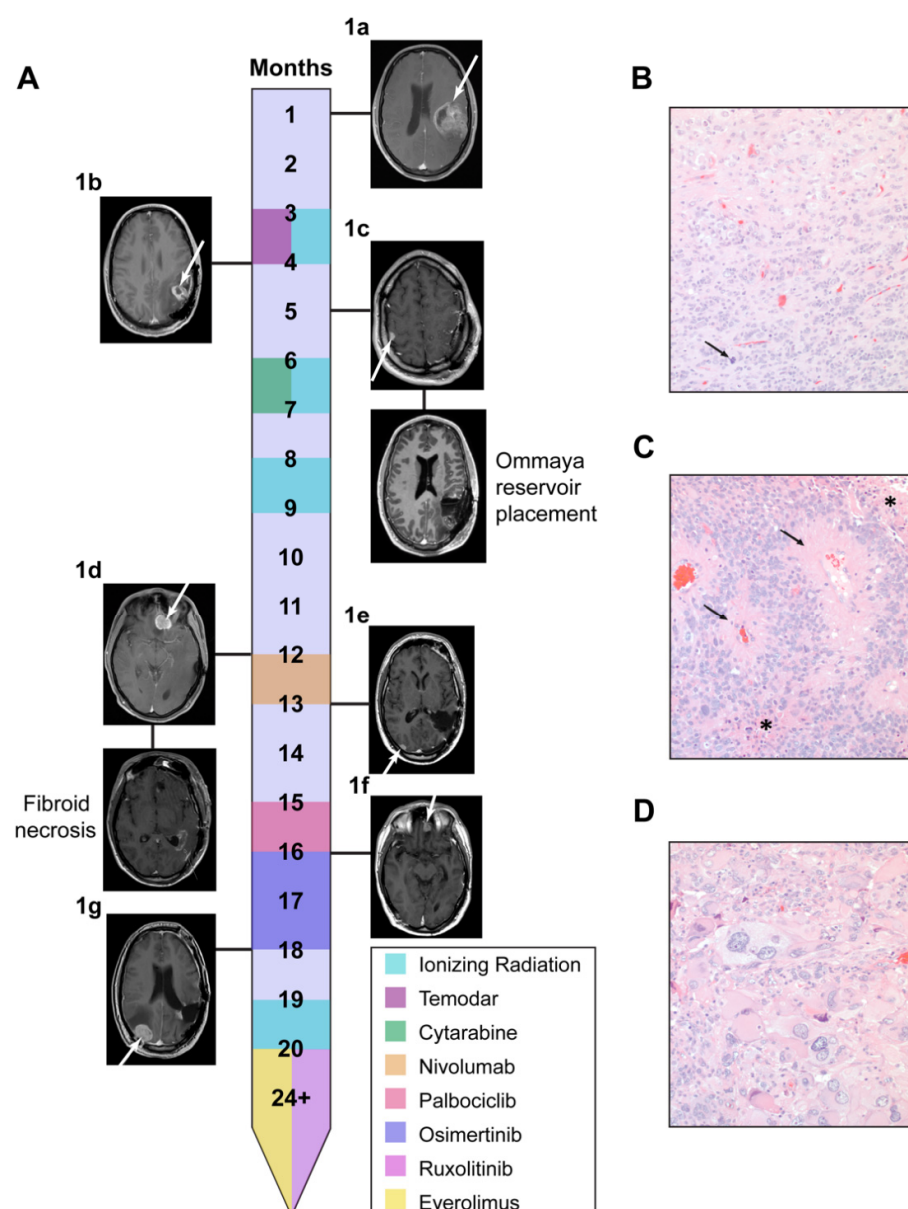 A
Months
1
2
3
4
5
6
7
8
9
10
11
12
13
14
15
16
17
18
19
20
24+
1a
1b
1c
Ommaya
reservoir
placement
1d
1e
Fibroid
necrosis
1f
1g
Ionizing Radiation
Temodar
Cytarabine
Nivolumab
Palbociclib
Osimertinib
Ruxolitinib
Everolimus
B
C
*
*
D